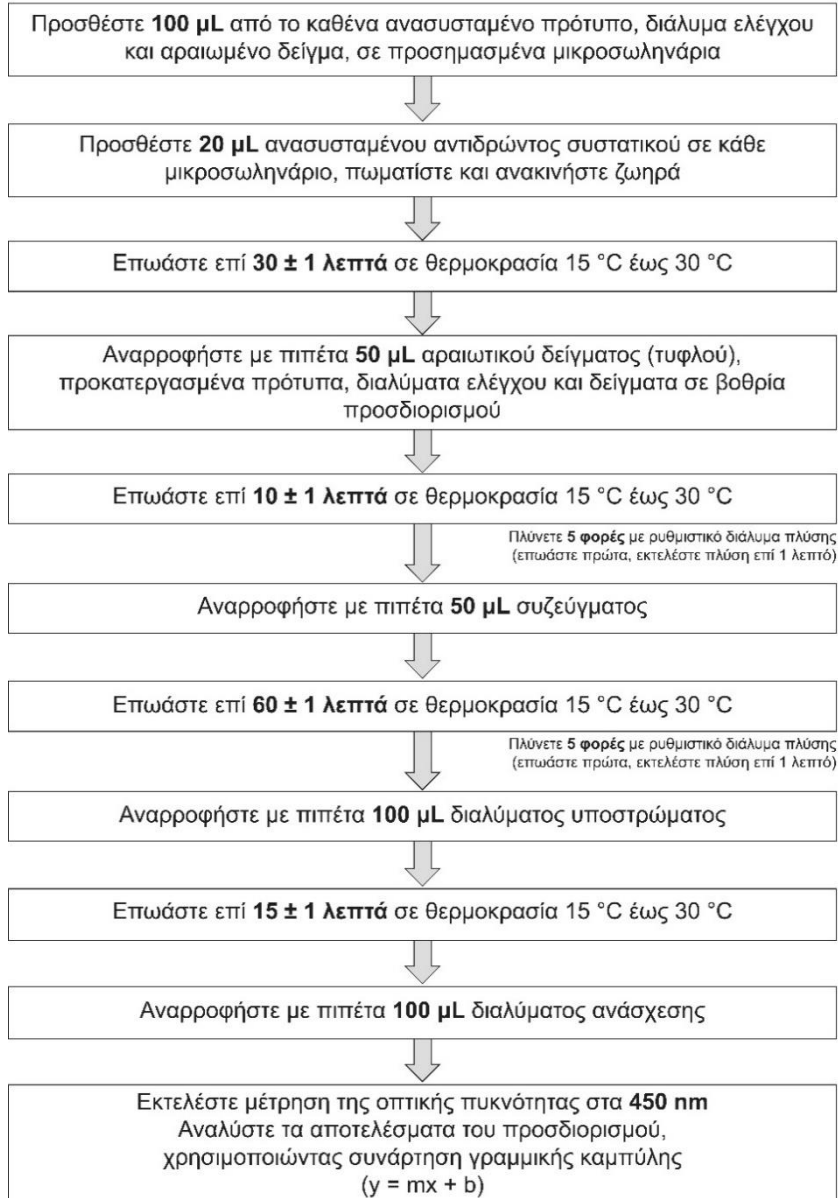 Προσθέστε 100 µL από το καθένα ανασυσταμένο πρότυπο, διάλυμα ελέγχου
και αραιωμένο δείγμα, σε προσημασμένα μικροσωληνάρια
Προσθέστε 20 µL ανασυσταμένου αντιδρώντος συστατικού σε κάθε
μικροσωληνάριο, πωματίστε και ανακινήστε ζωηρά
Επωάστε επί 30 ± 1 λεπτά σε θερμοκρασία 15 °C έως 30 °C
Αναρροφήστε με πιπέτα 50 µL αραιωτικού δείγματος (τυφλού),
προκατεργασμένα πρότυπα, διαλύματα ελέγχου και δείγματα σε βοθρία
προσδιορισμού
Επωάστε επί 10 ± 1 λεπτά σε θερμοκρασία 15 °C έως 30 °C
Πλύνετε 5 φορές με ρυθμιστικό διάλυμα πλύσης
(επωάστε πρώτα, εκτελέστε πλύση επί 1 λεπτό)
Αναρροφήστε με πιπέτα 50 µL συζεύγματος
Επωάστε επί 60 ± 1 λεπτά σε θερμοκρασία 15 °C έως 30 °C
Πλύνετε 5 φορές με ρυθμιστικό διάλυμα πλύσης
(επωάστε πρώτα, εκτελέστε πλύση επί 1 λεπτό)
Αναρροφήστε με πιπέτα 100 µL διαλύματος υποστρώματος
Επωάστε επί 15 ± 1 λεπτά σε θερμοκρασία 15 °C έως 30 °C
Αναρροφήστε με πιπέτα 100 µL διαλύματος ανάσχεσης
Εκτελέστε μέτρηση της οπτικής πυκνότητας στα 450 nm
Αναλύστε τα αποτελέσματα του προσδιορισμού,
χρησιμοποιώντας συνάρτηση γραμμικής καμπύλης
(y = mx + b)